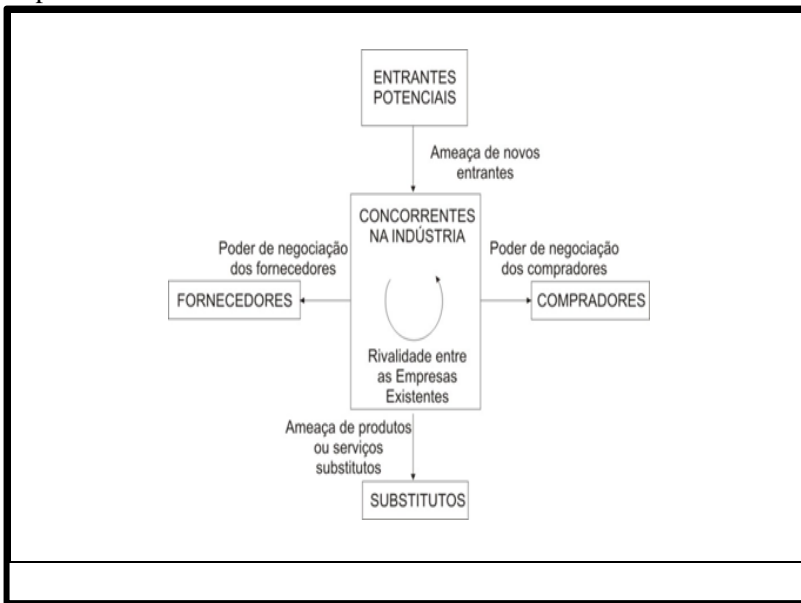 ENTRANTES
POTENCIAIS
Ameaça de novos
entrantes
CONCORRENTES
NA INDÚSTRIA
Poder de negociação
dos fornecedores
Poder de negociação
dos compradores
FORNECEDORES
COMPRADORES
Rivalidade entre
as Empresas
Existentes
Ameaça de produtos
ou serviços
substitutos
SUBSTITUTOS